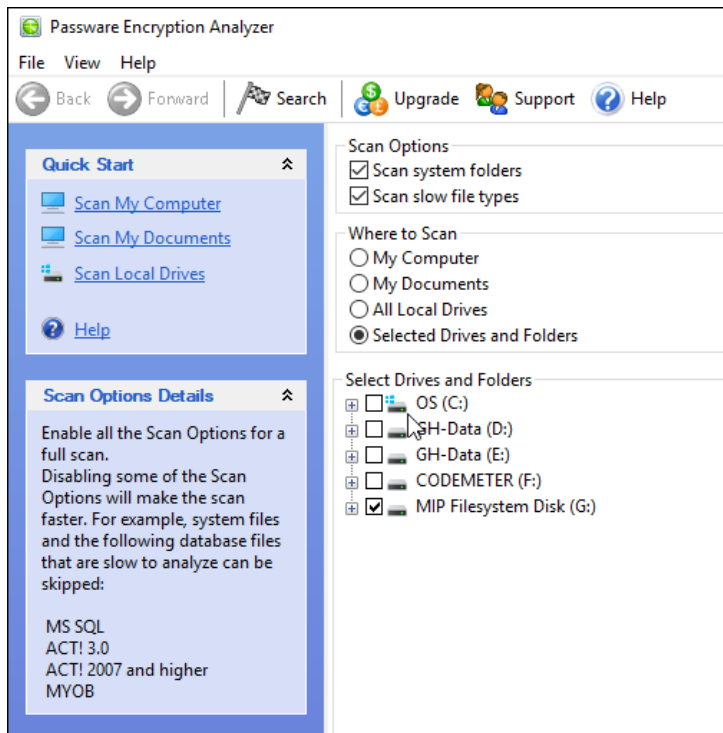 Passware Encryption Analyzer
File View Help
Back Forward Search Upgrade Support Help
Quick Start
Scan My Computer
Scan My Documents
Scan Local Drives
Help
Scan Options Details
Enable all the Scan Options for a
full scan.
Disabling some of the Scan
Options will make the scan
faster. For example, system files
and the following database files
that are slow to analyze can be
skipped:
MS SQL
ACT! 3.0
ACT! 2007 and higher
MYOB
Scan Options
Scan system folders
Scan slow file types
Where to Scan
My Computer
My Documents
All Local Drives
Selected Drives and Folders
Select Drives and Folders
OS (C:)
GH-Data (D:)
GH-Data (E:)
CODEMETER (F:)
MIP Filesystem Disk (G:)